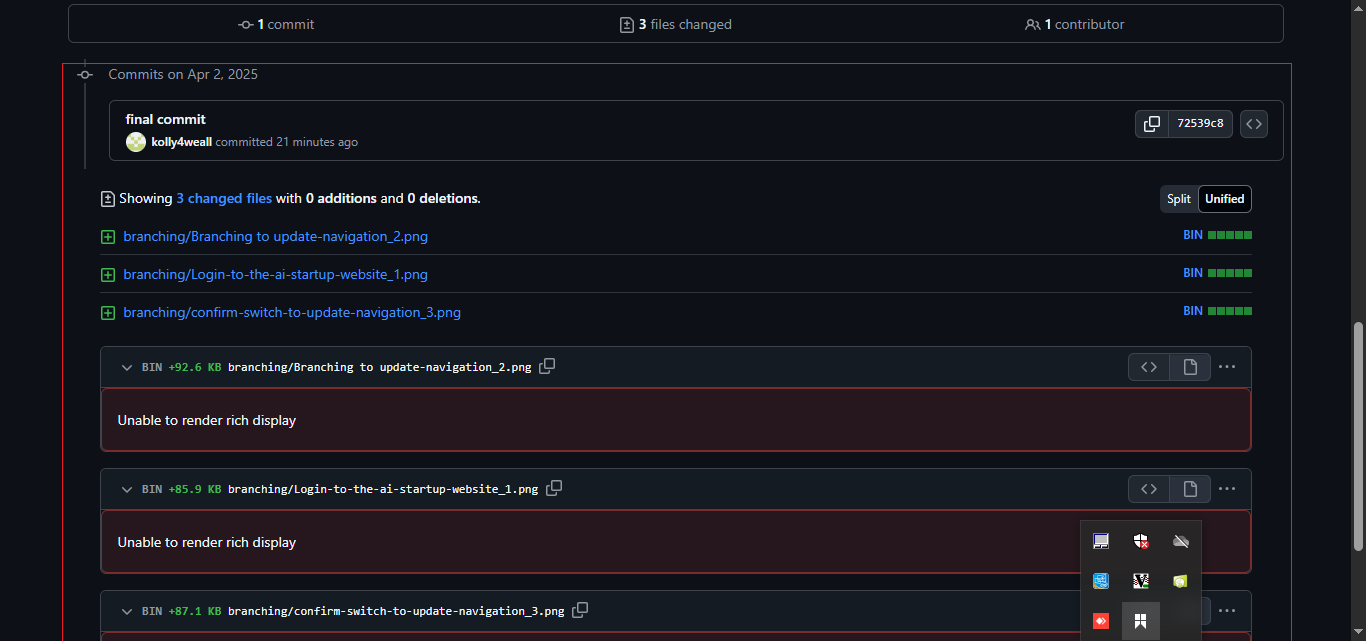 1 commit
3 files changed
1 contributor
Commits on Apr 2, 2025
final commit
kolly4weall committed 21 minutes ago
72539c8
Showing 3 changed files with 0 additions and 0 deletions.
Split Unified
branching/Branching to update-navigation_2.png BIN
branching/Login-to-the-ai-startup-website_1.png BIN
branching/confirm-switch-to-update-navigation_3.png BIN
BIN +92.6 KB branching/Branching to update-navigation_2.png
Unable to render rich display
BIN +85.9 KB branching/Login-to-the-ai-startup-website_1.png
Unable to render rich display
BIN +87.1 KB branching/confirm-switch-to-update-navigation_3.png